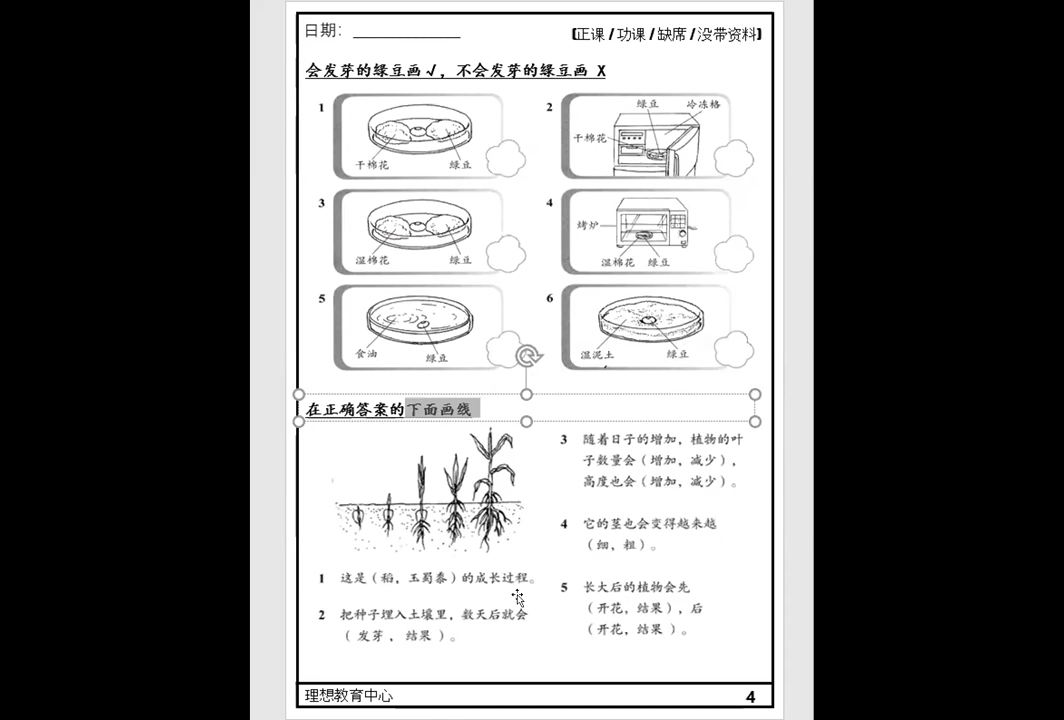 日期: ____________
(正课 / 功课 / 缺席 / 没带资料)
会发芽的绿豆画 √，不会发芽的绿豆画 X
1
干棉花
绿豆
2
绿豆
冷冻格
干棉花
3
湿棉花
绿豆
4
烤炉
湿棉花
绿豆
5
食油
绿豆
6
湿泥土
绿豆
在正确答案的下面画线
1 这是（稻，玉蜀黍）的成长过程。
2 把种子埋入土壤里，数天后就会
（ 发芽 ， 结果 ）。
3 随着日子的增加，植物的叶
子数量会（增加，减少），
高度也会（增加，减少）。
4 它的茎也会变得越来越
（细，粗）。
5 长大后的植物会先
（开花，结果），后
（开花，结果 ）。
理想教育中心
4